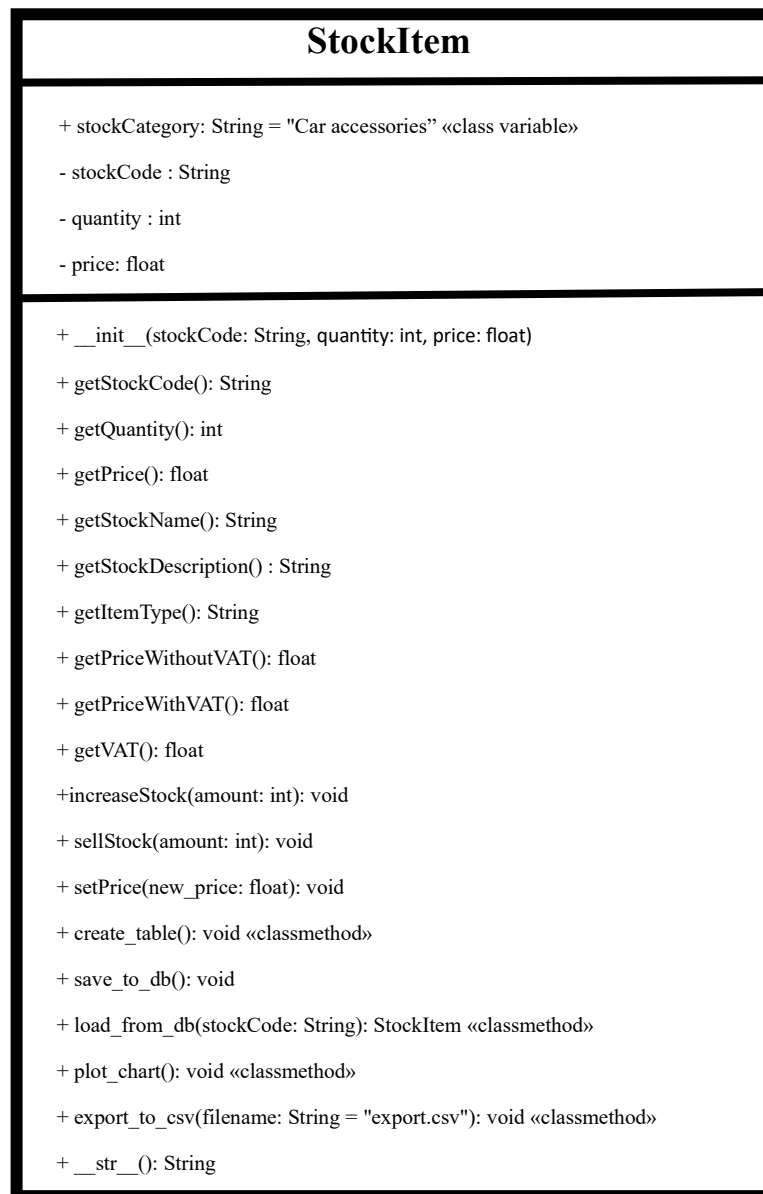 StockItem
+ stockCategory: String = "Car accessories” «class variable»
- stockCode : String
- quantity : int
- price: float
+ __init__(stockCode: String, quantity: int, price: float)
+ getStockCode(): String
+ getQuantity(): int
+ getPrice(): float
+ getStockName(): String
+ getStockDescription() : String
+ getItemType(): String
+ getPriceWithoutVAT(): float
+ getPriceWithVAT(): float
+ getVAT(): float
+increaseStock(amount: int): void
+ sellStock(amount: int): void
+ setPrice(new_price: float): void
+ create_table(): void «classmethod»
+ save_to_db(): void
+ load_from_db(stockCode: String): StockItem «classmethod»
+ plot_chart(): void «classmethod»
+ export_to_csv(filename: String = "export.csv"): void «classmethod»
+ __str__(): String